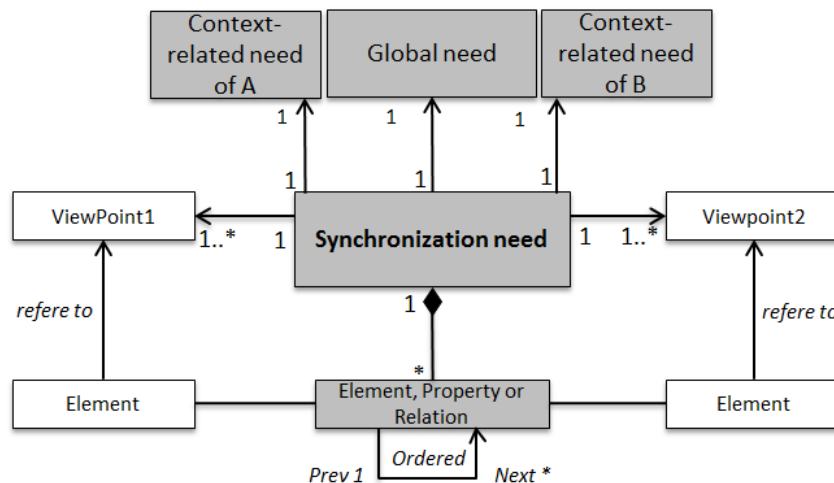 Context-
related need
of A
Global need
Context-
related need
of B
1
1
1
1
1
1
ViewPoint1
1..*
1
Synchronization need
1
1..*
Viewpoint2
1
refere to
refere to
*
Element
Element, Property or
Relation
Element
Ordered
Prev 1
Next *